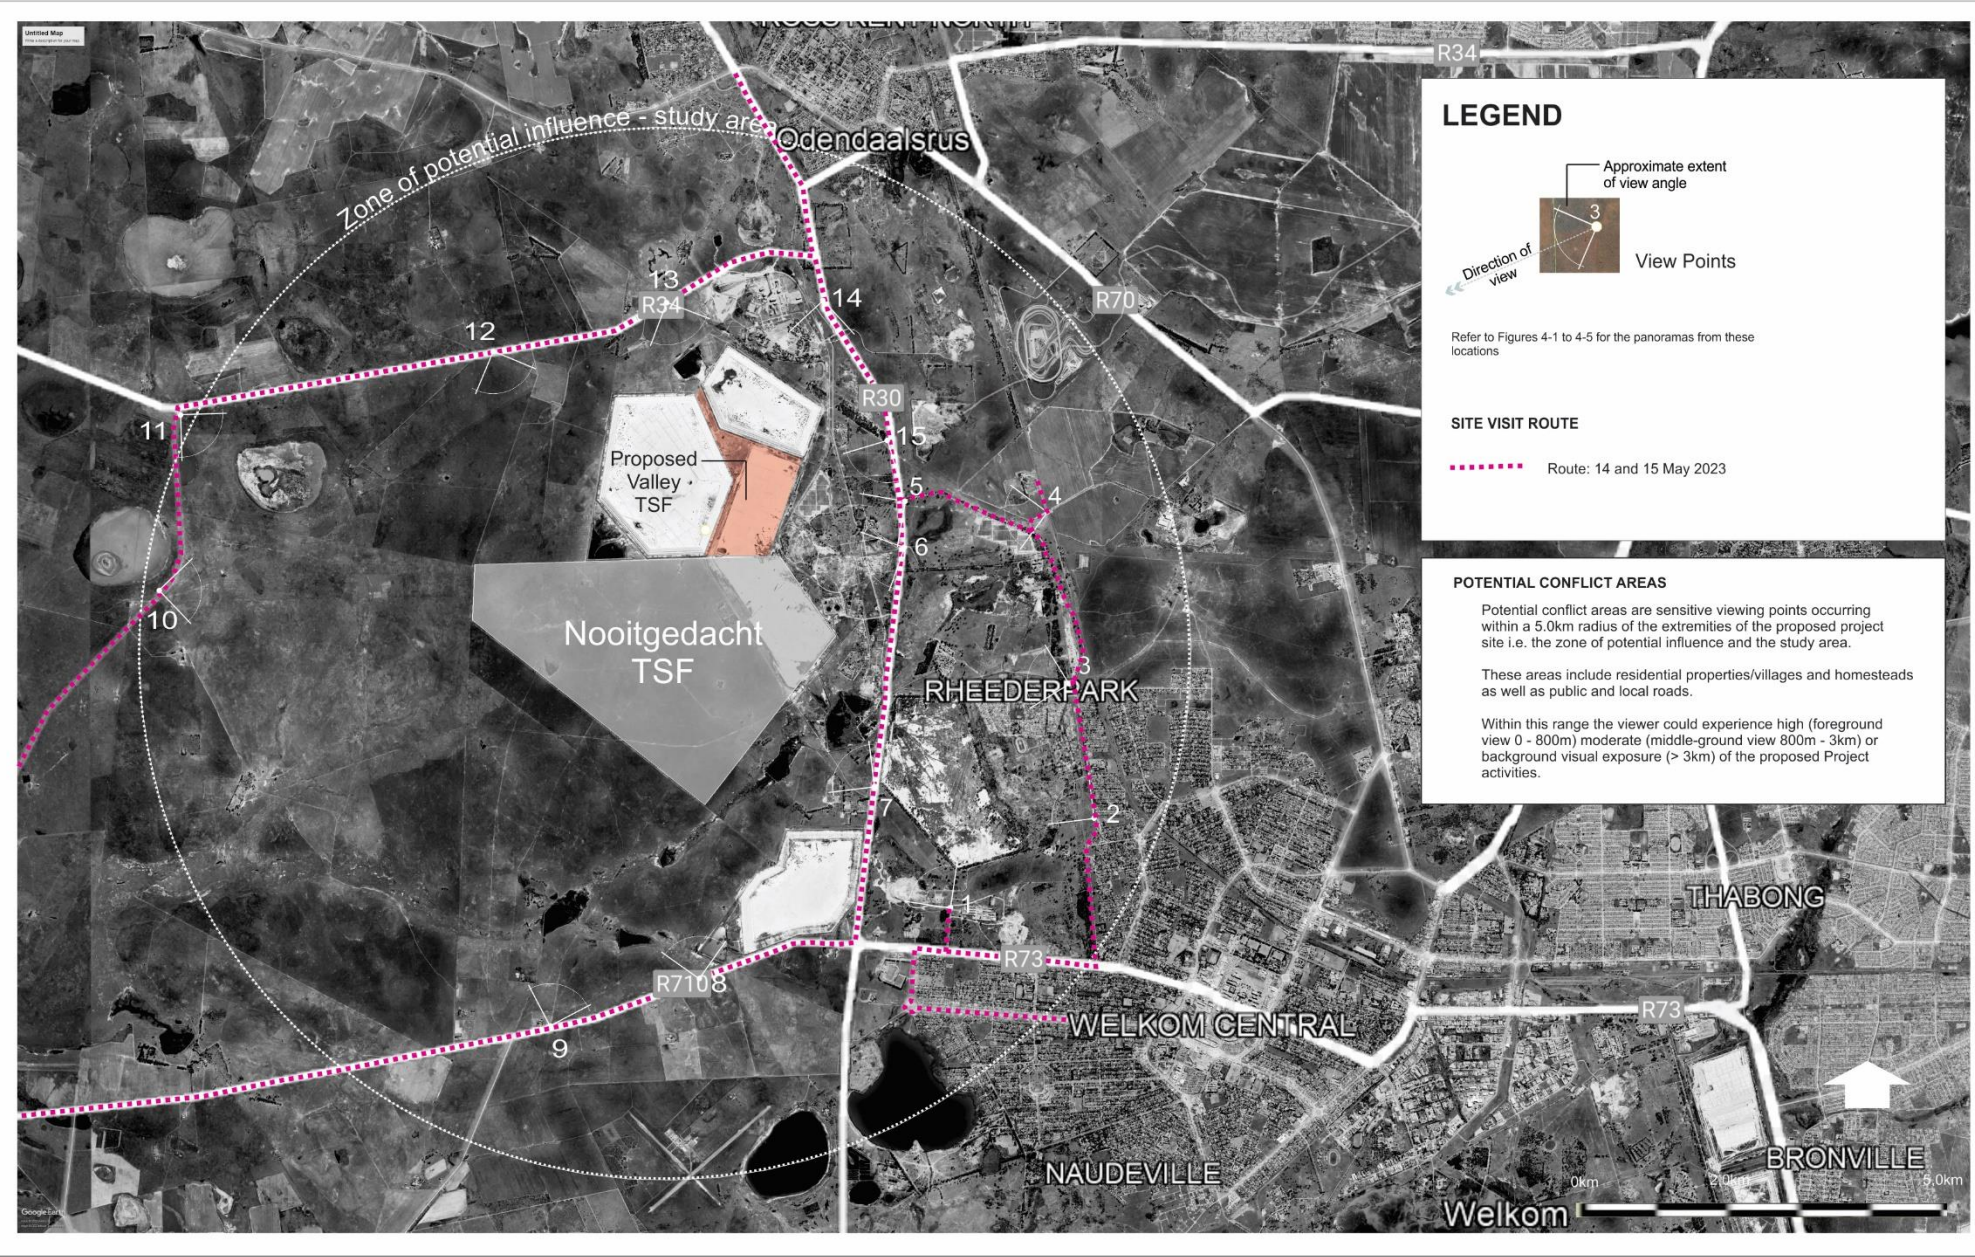 Untitled Map
ROSS KENT NORTH
R34
Zone of potential influence - study area
Odendaalsrus
LEGEND
Approximate extent
of view angle
3
Direction of
view
View Points
Refer to Figures 4-1 to 4-5 for the panoramas from these
locations
SITE VISIT ROUTE
Route: 14 and 15 May 2023
13
R34
14
R70
12
R30
11
15
Proposed
Valley
TSF
5
4
6
POTENTIAL CONFLICT AREAS
Potential conflict areas are sensitive viewing points occurring
within a 5.0km radius of the extremities of the proposed project
site i.e. the zone of potential influence and the study area.
These areas include residential properties/villages and homesteads
as well as public and local roads.
Within this range the viewer could experience high (foreground
view 0 - 800m) moderate (middle-ground view 800m - 3km) or
background visual exposure (> 3km) of the proposed Project
activities.
10
Nooitgedacht
TSF
3
RHEEDERPARK
7
2
THABONG
1
R73
R710
8
R73
WELKOM CENTRAL
9
NAUDEVILLE
BRONVILLE
0km
2.0km
5.0km
Welkom
Google Earth